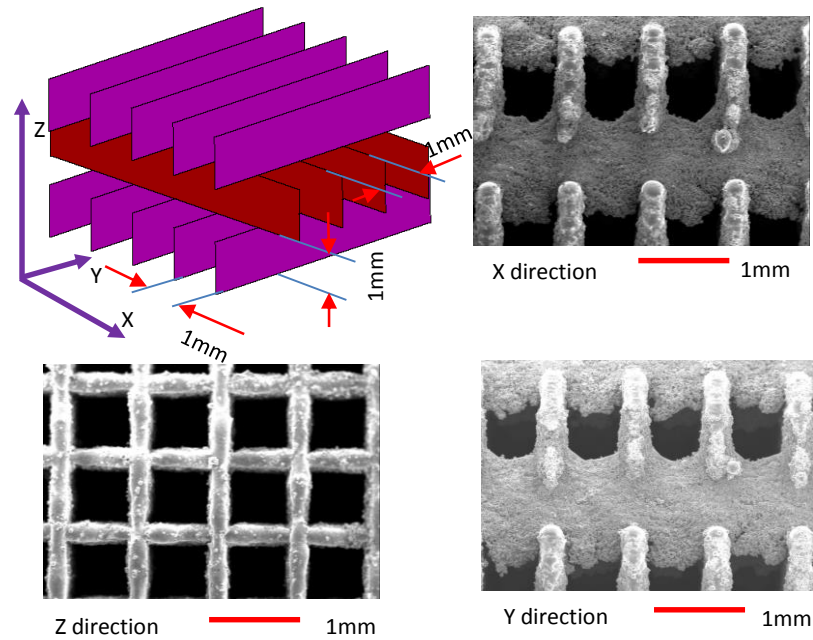 Z
1mm
1mm
Y
X
1mm
X direction 1mm
Z direction 1mm
Y direction 1mm